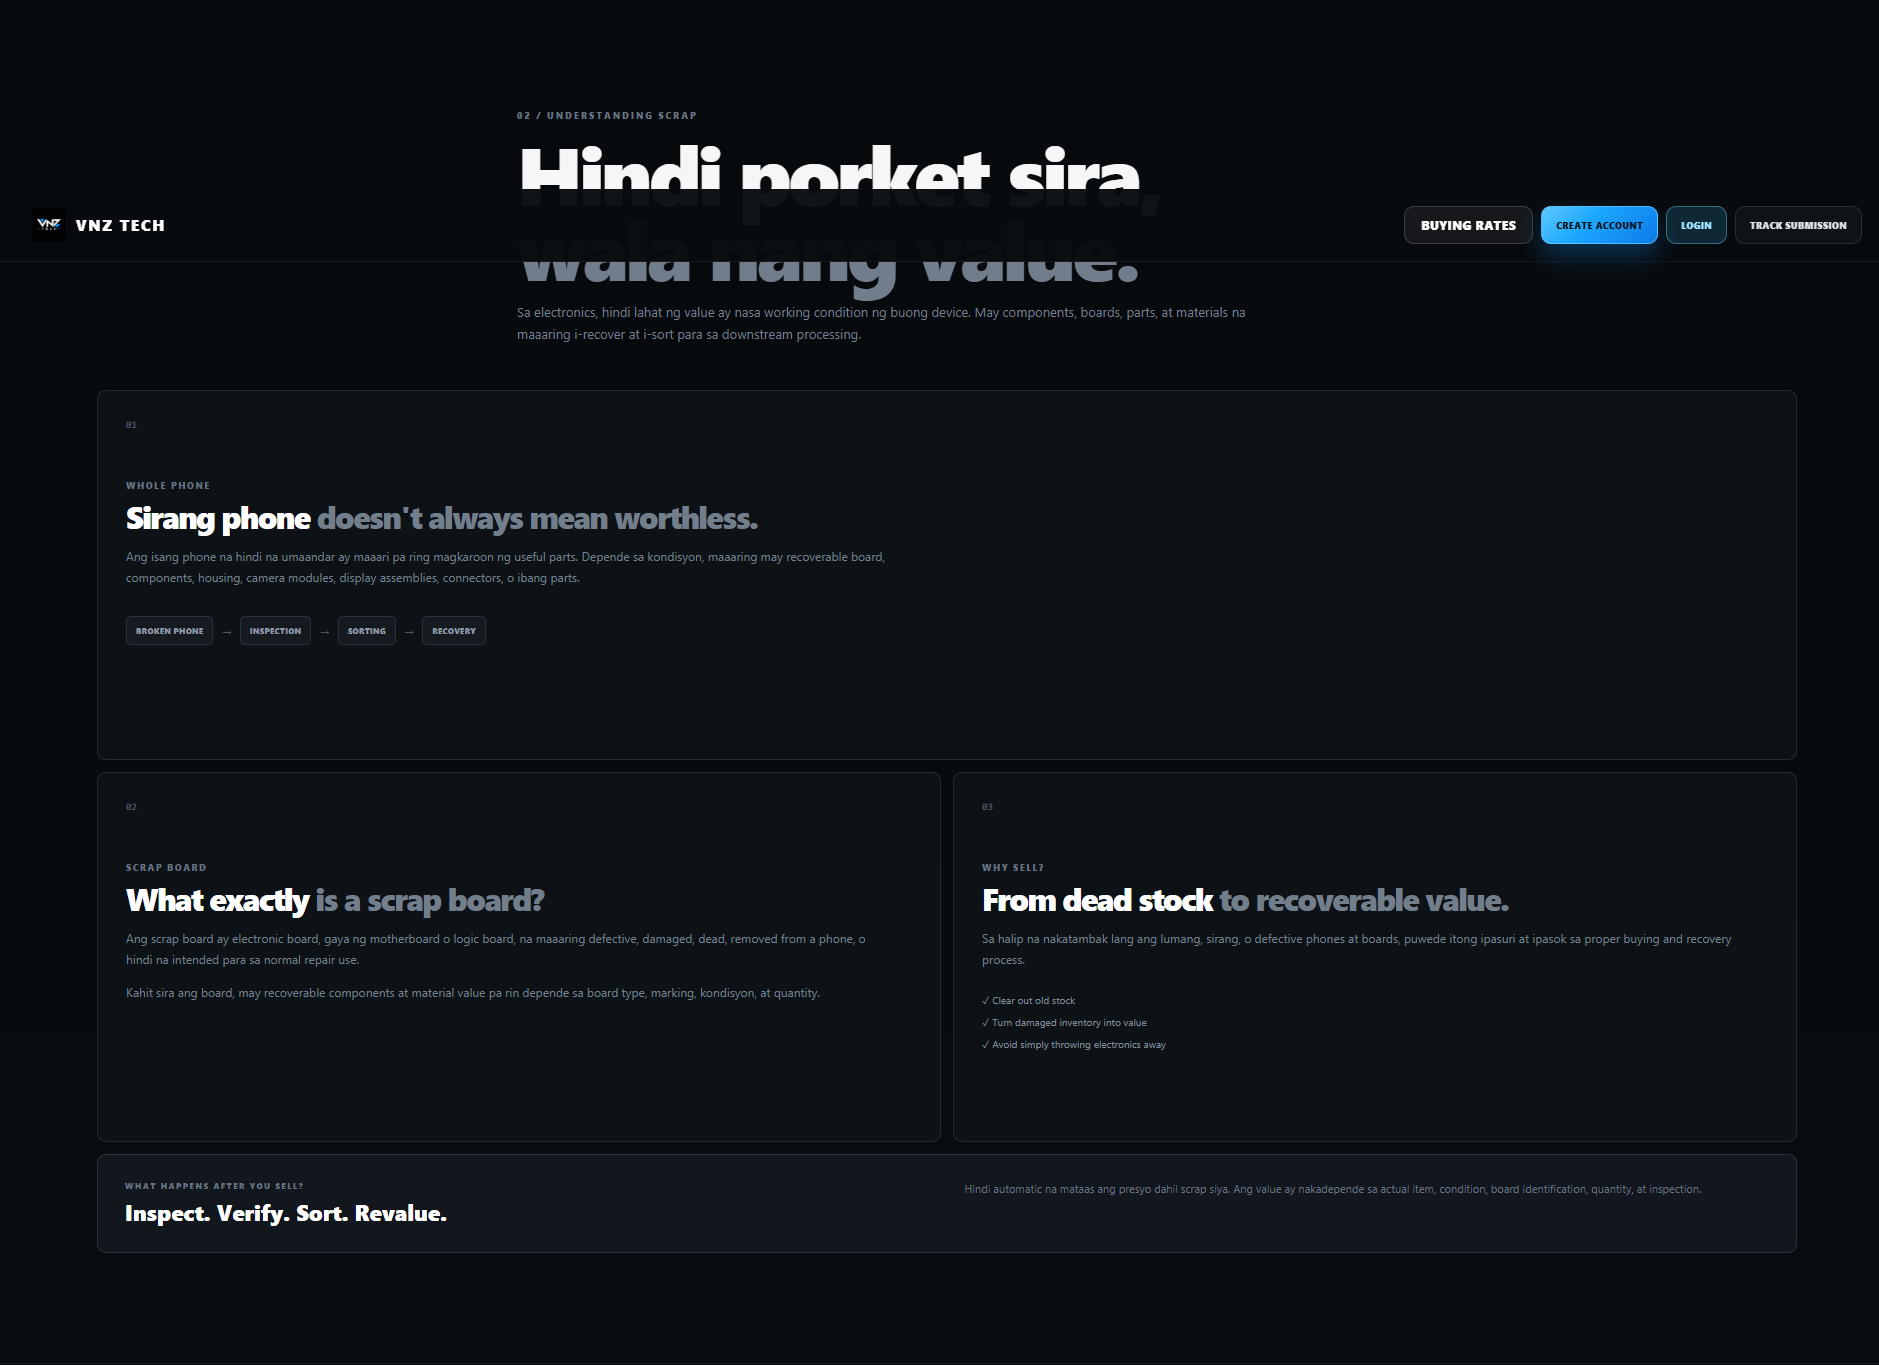 02 / UNDERSTANDING SCRAP
Hindi porket sira,
wala nang value.
VNZ TECH
BUYING RATES
CREATE ACCOUNT
LOGIN
TRACK SUBMISSION
Sa electronics, hindi lahat ng value ay nasa working condition ng buong device. May components, boards, parts, at materials na
maaaring i-recover at i-sort para sa downstream processing.
01
WHOLE PHONE
Sirang phone doesn't always mean worthless.
Ang isang phone na hindi na umaandar ay maaari pa ring magkaroon ng useful parts. Depende sa kondisyon, maaaring may recoverable board,
components, housing, camera modules, display assemblies, connectors, o ibang parts.
BROKEN PHONE → INSPECTION → SORTING → RECOVERY
02
SCRAP BOARD
What exactly is a scrap board?
Ang scrap board ay electronic board, gaya ng motherboard o logic board, na maaaring defective, damaged, dead, removed from a phone, o
hindi na intended para sa normal repair use.
Kahit sira ang board, may recoverable components at material value pa rin depende sa board type, marking, kondisyon, at quantity.
03
WHY SELL?
From dead stock to recoverable value.
Sa halip na nakatambak lang ang lumang, sirang, o defective phones at boards, puwede itong ipasuri at ipasok sa proper buying and recovery
process.
✓ Clear out old stock
✓ Turn damaged inventory into value
✓ Avoid simply throwing electronics away
WHAT HAPPENS AFTER YOU SELL?
Inspect. Verify. Sort. Revalue.
Hindi automatic na mataas ang presyo dahil scrap siya. Ang value ay nakadepende sa actual item, condition, board identification, quantity, at inspection.